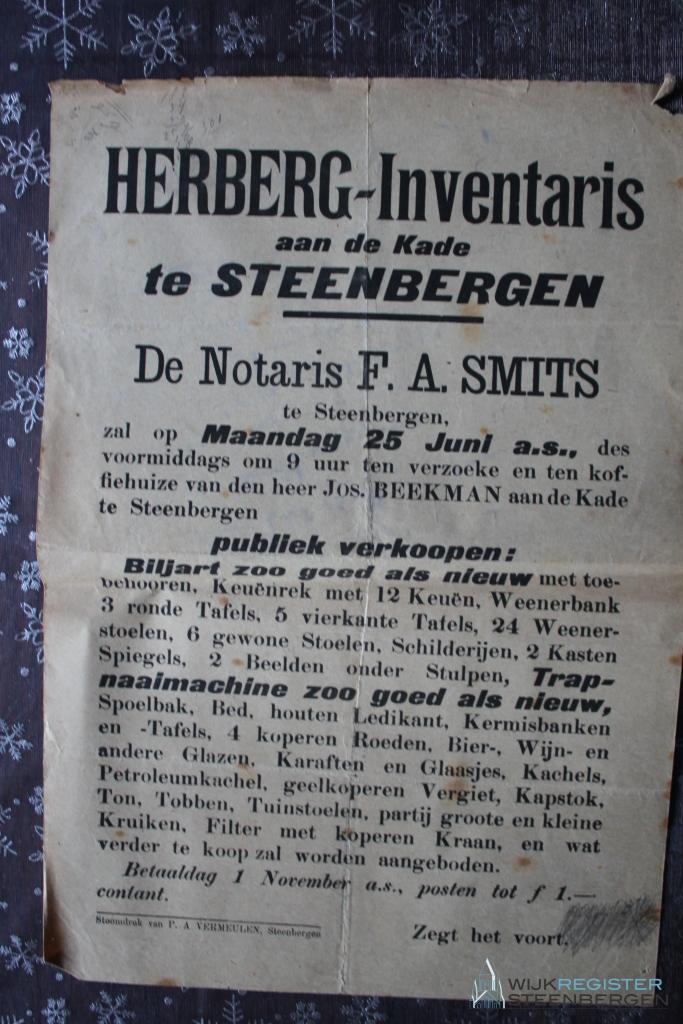 HERBERG-Inventaris
aan de Kade
te STEENBERGEN
De Notaris F. A. SMITS
te Steenbergen,
zal op Maandag 25 Juni a.s., des
voormiddags om 9 uur ten verzoeke en ten kof-
fiehuize van den heer JOS. BEEKMAN aan de Kade
te Steenbergen
publiek verkoopen:
Biljart zoo goed als nieuw met toe-
behooren, Keuënrek met 12 Keuën, Weenerbank
3 ronde Tafels, 5 vierkante Tafels, 24 Weener-
stoelen, 6 gewone Stoelen, Schilderijen, 2 Kasten
Spiegels, 2 Beelden onder Stulpen, Trap-
naaimachine zoo goed als nieuw,
Spoelbak, Bed, houten Ledikant, Kermisbanken
en -Tafels, 4 koperen Roeden, Bier-, Wijn- en
andere Glazen, Karaften en Glaasjes, Kachels,
Petroleumkachel, geelkoperen Vergiet, Kapstok,
Ton, Tobben, Tuinstoelen, partij groote en kleine
Kruiken, Filter met koperen Kraan, en wat
verder te koop zal worden aangeboden.
Betaaldag 1 November a.s., posten tot f 1.—
contant.
Steendruk van P. A VERMEULEN, Steenbergen
Zegt het voort.
WIJKREGISTER
STEENBERGEN